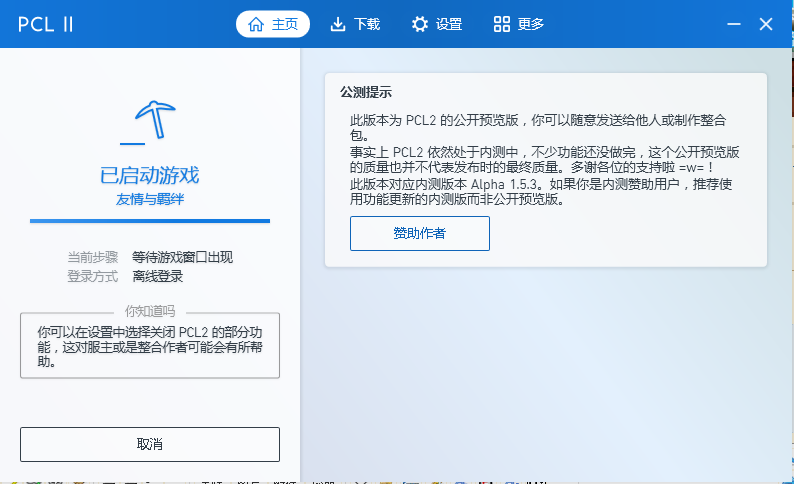 PCL II
主页
下载
设置
更多
已启动游戏
友情与羁绊
当前步骤 等待游戏窗口出现
登录方式 离线登录
你知道吗
你可以在设置中选择关闭 PCL2 的部分功
能，这对服主或是整合作者可能会有所帮
助。
取消
公测提示
此版本为 PCL2 的公开预览版，你可以随意发送给他人或制作整合
包。
事实上 PCL2 依然处于内测中，不少功能还没做完，这个公开预览版
的质量也并不代表发布时的最终质量。多谢各位的支持啦 =w=！
此版本对应内测版本 Alpha 1.5.3。如果你是内测赞助用户，推荐使
用功能更新的内测版而非公开预览版。
赞助作者